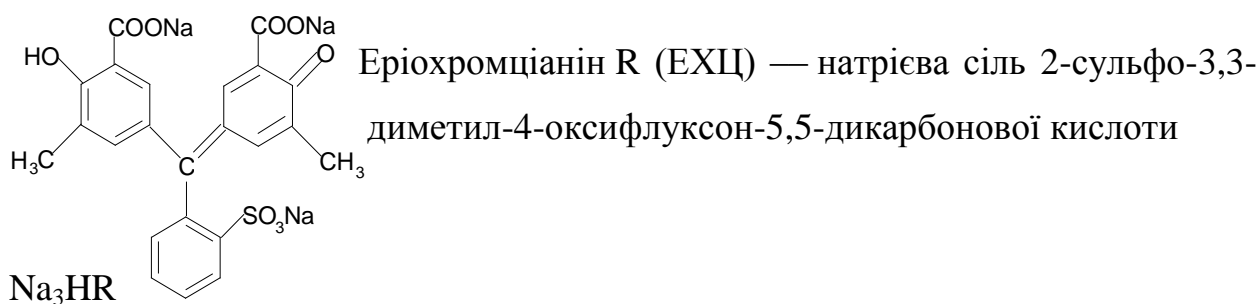 COONa
COONa
HO
O
Еріохромціанін R (ЕХЦ) — натрієва сіль 2-сульфо-3,3-
диметил-4-оксифлуксон-5,5-дикарбонової кислоти
H₃C
C
CH₃
SO₃Na
Na₃HR